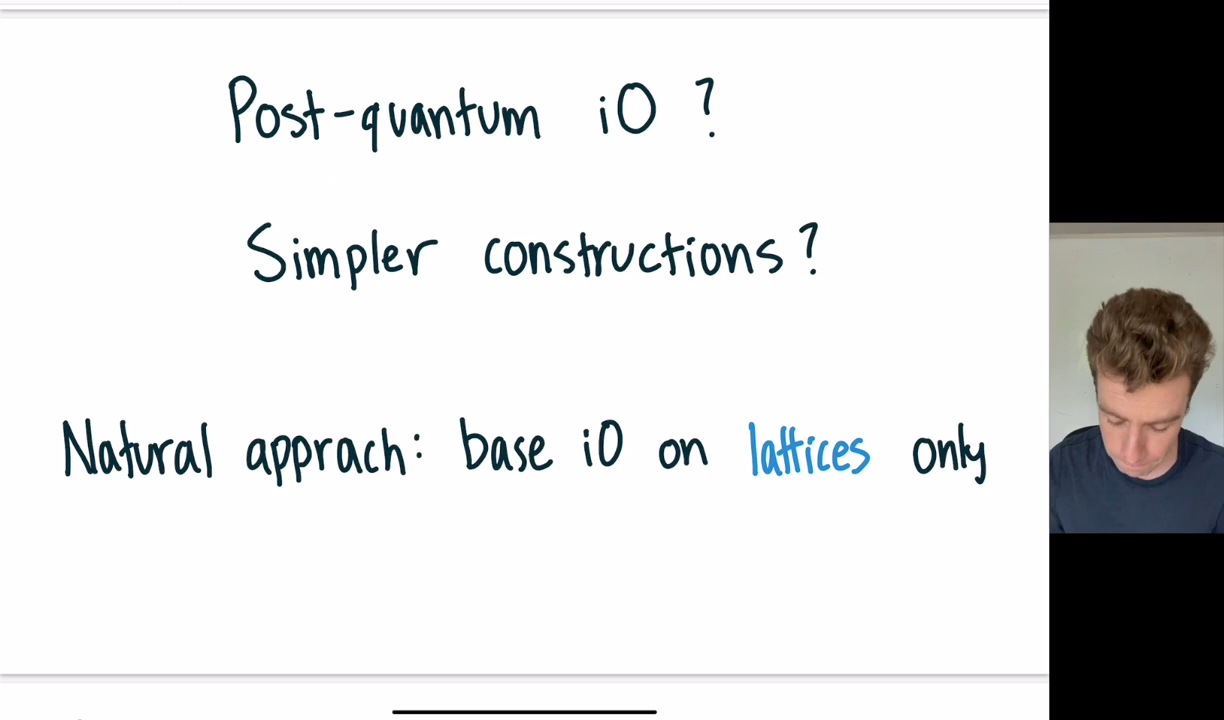 Post-quantum iO ?
Simpler constructions ?
Natural apprach: base iO on lattices only